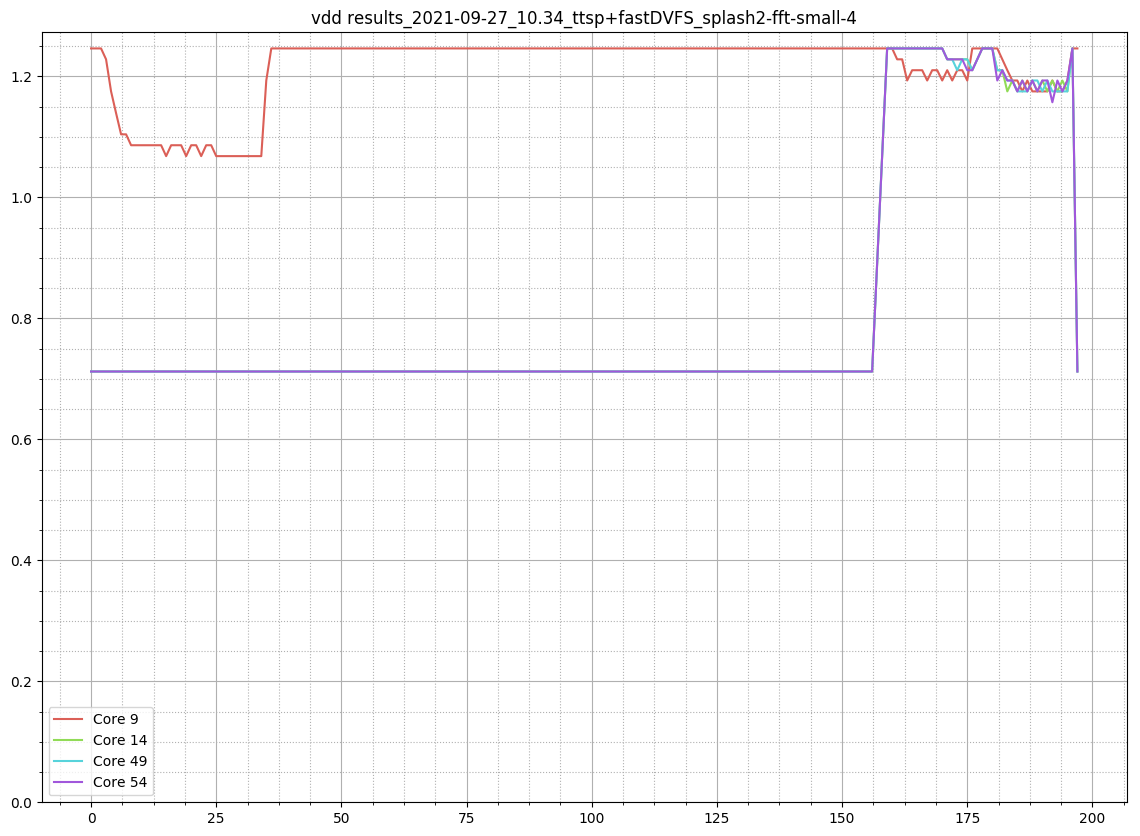 vdd results_2021-09-27_10.34_ttsp+fastDVFS_splash2-fft-small-4
1.2
1.0
0.8
0.6
0.4
0.2
0.0
Core 9
Core 14
Core 49
Core 54
0 25 50 75 100 125 150 175 200